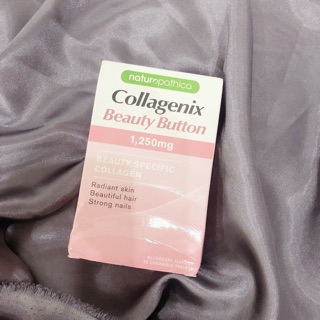 naturopathica
Collagenix
Beauty Button
1,250mg
BEAUTY SPECIFIC
COLLAGEN
Radiant skin
Beautiful hair
Strong nails